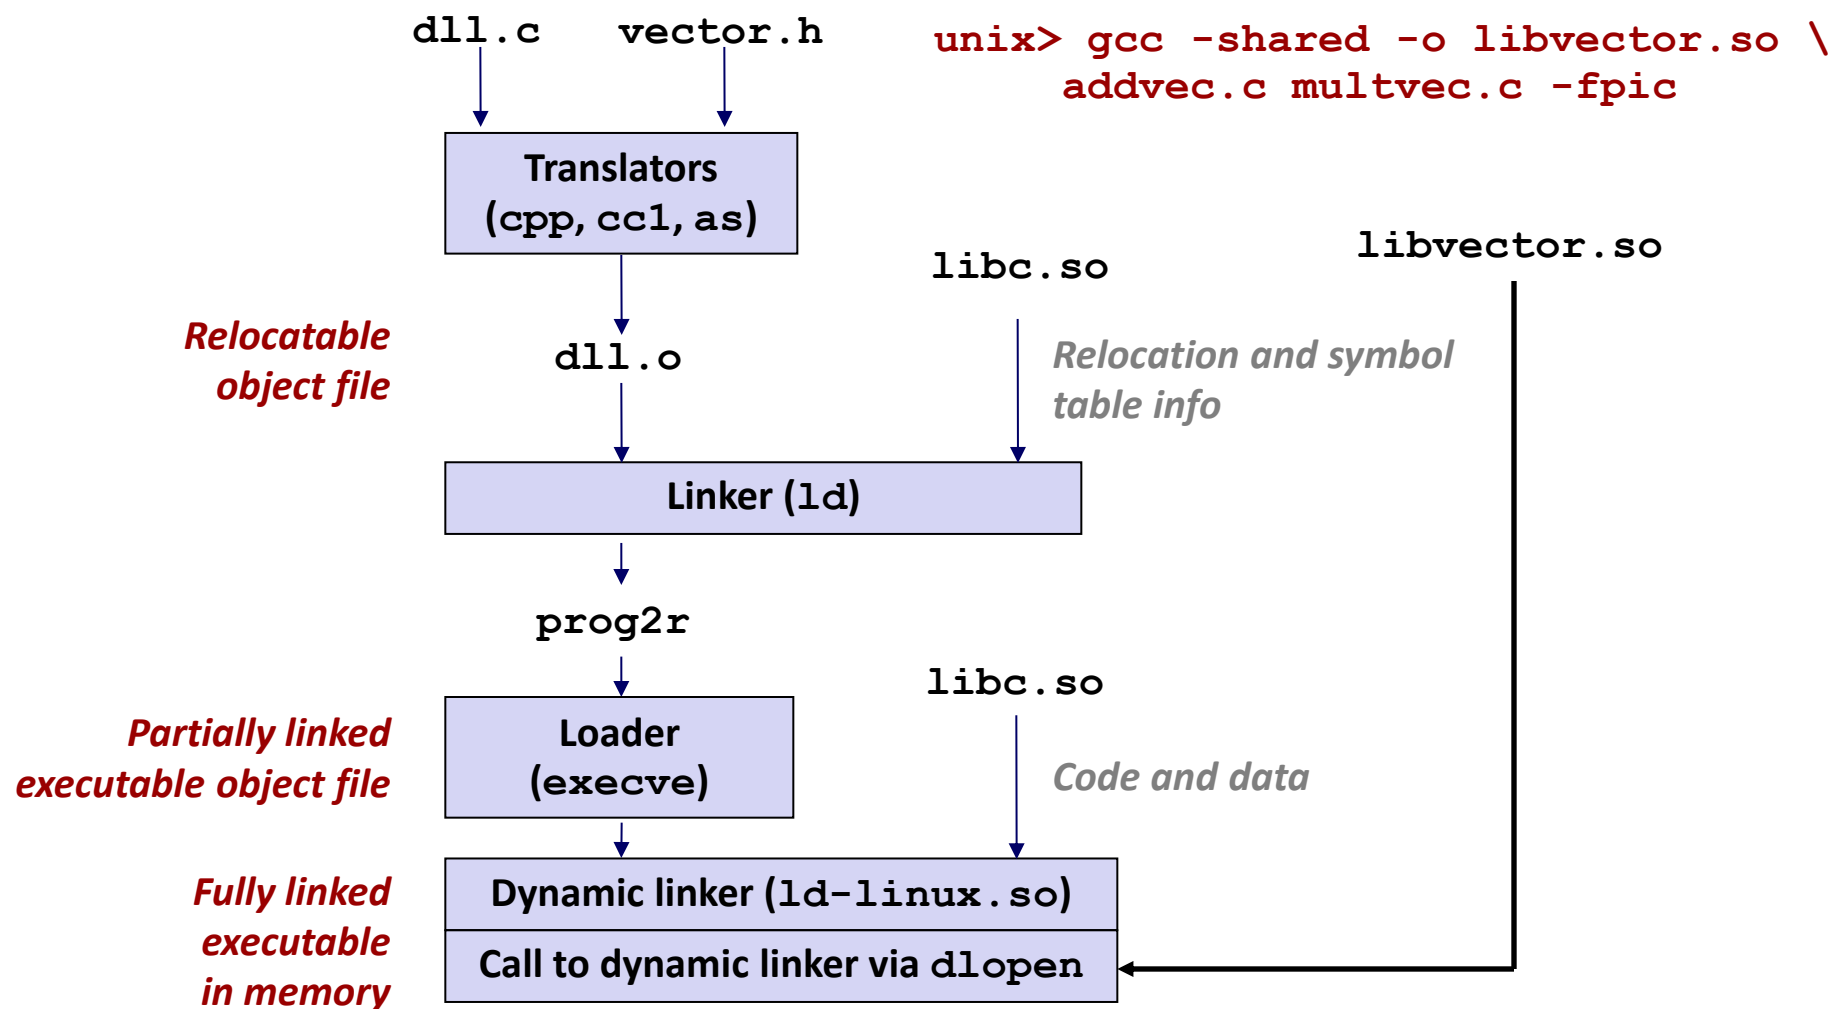 dll.c vector.h
unix> gcc -shared -o libvector.so \
addvec.c multvec.c -fpic
Translators
(cpp, cc1, as)
libc.so
libvector.so
Relocatable
object file
dll.o
Relocation and symbol
table info
Linker (ld)
prog2r
libc.so
Partially linked
executable object file
Loader
(execve)
Code and data
Fully linked
executable
in memory
Dynamic linker (ld-linux.so)
Call to dynamic linker via dlopen